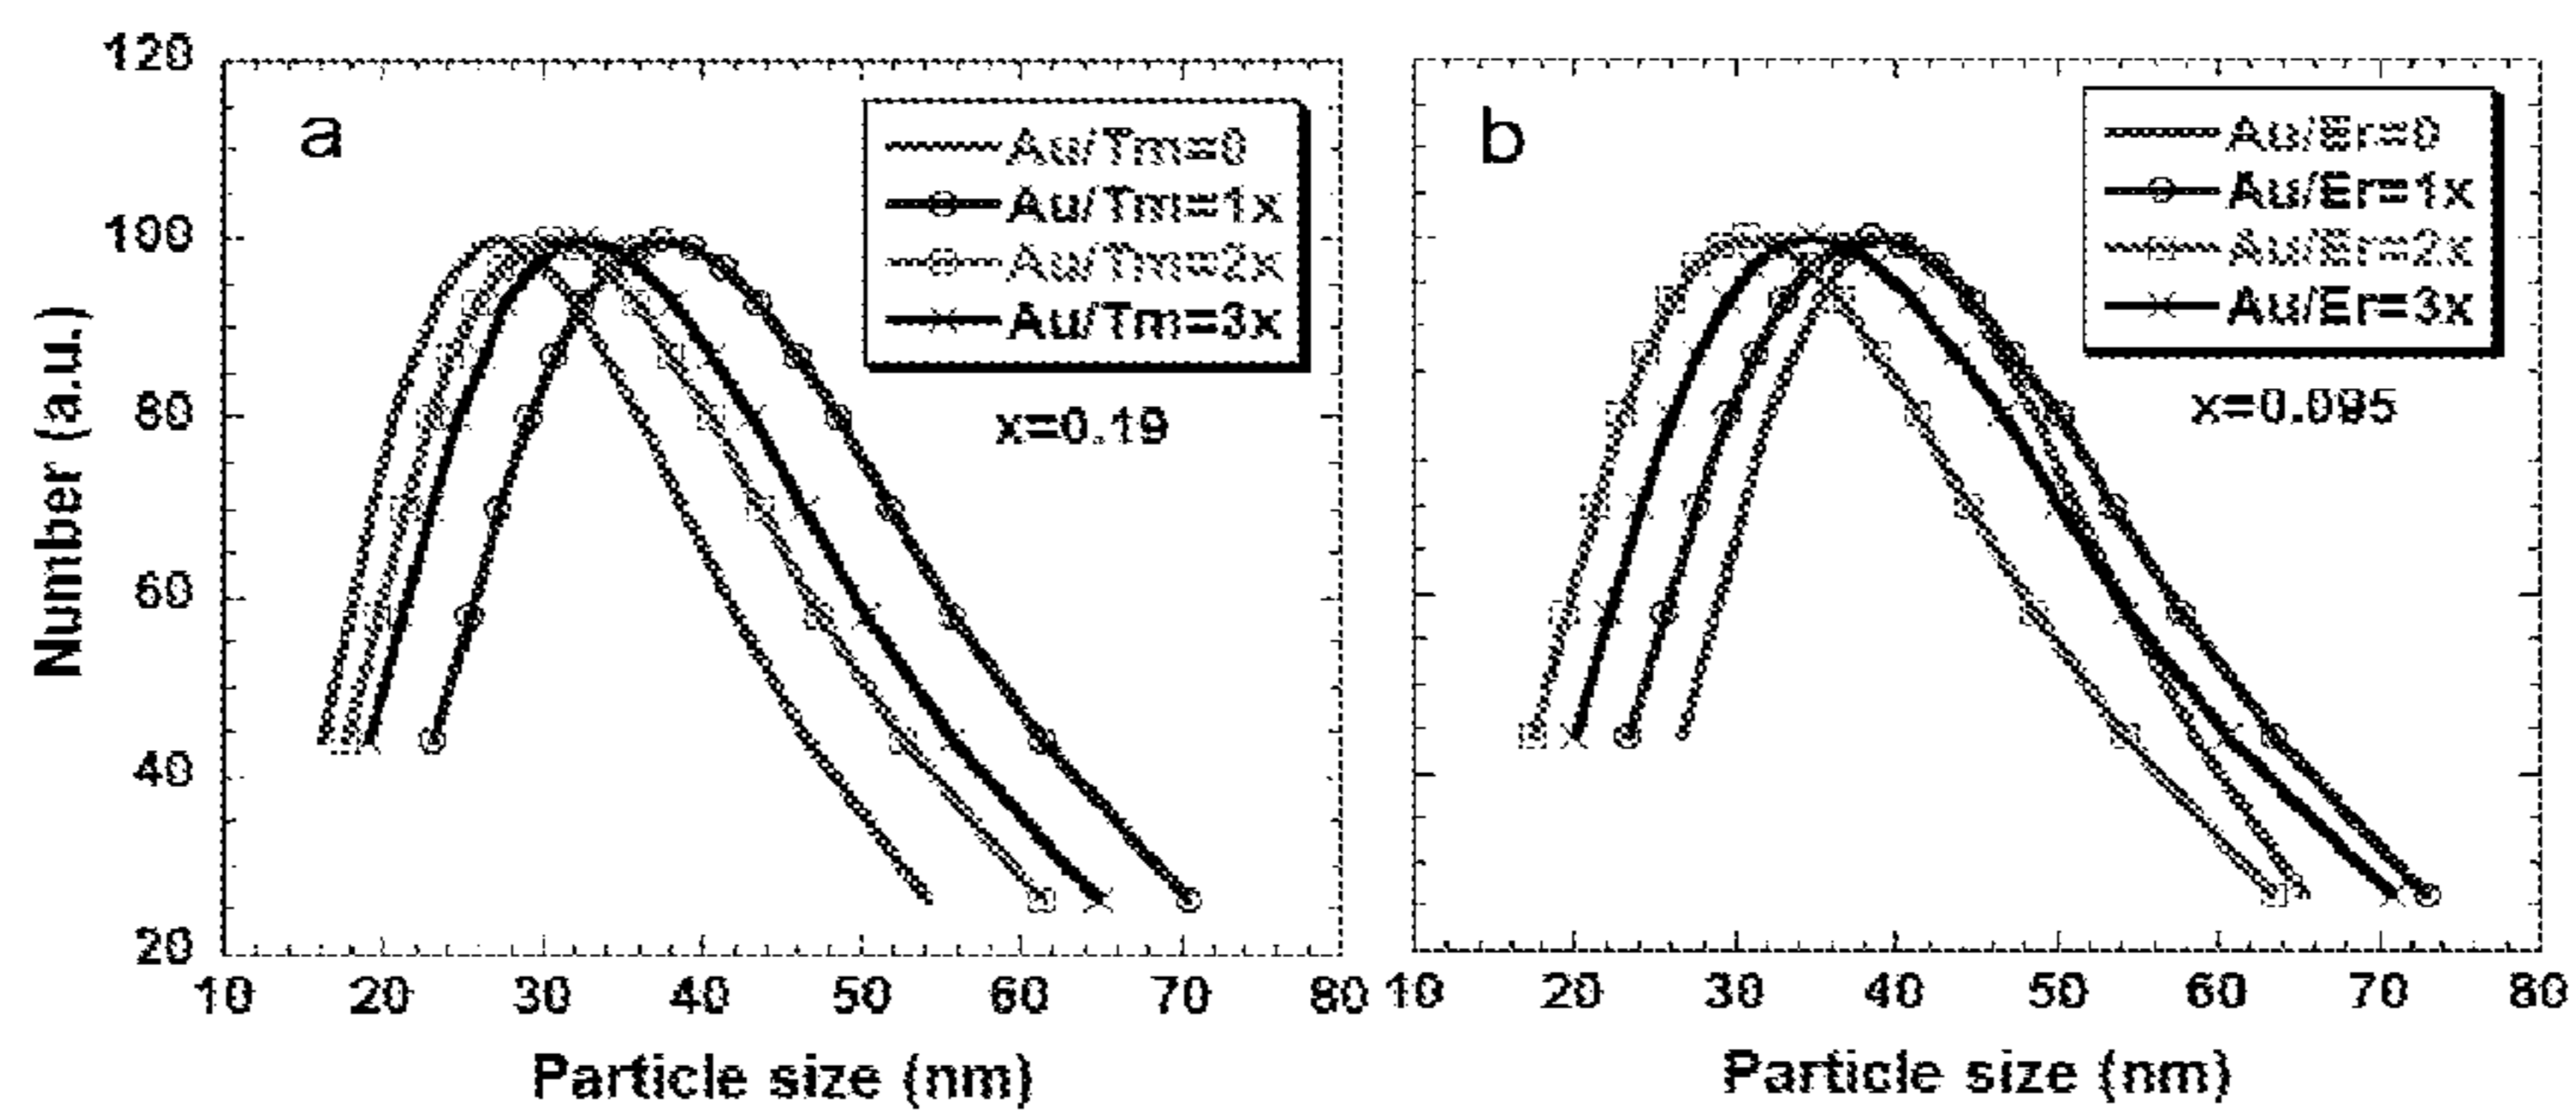 120
100
80
60
40
20
Number (a.u.)
a
Au/Tm=0
Au/Tm=1x
Au/Tm=2x
Au/Tm=3x
x=0.19
10 20 30 40 50 60 70 80
Particle size (nm)
b
Au/Er=0
Au/Er=1x
Au/Er=2x
Au/Er=3x
x=0.095
10 20 30 40 50 60 70 80
Particle size (nm)